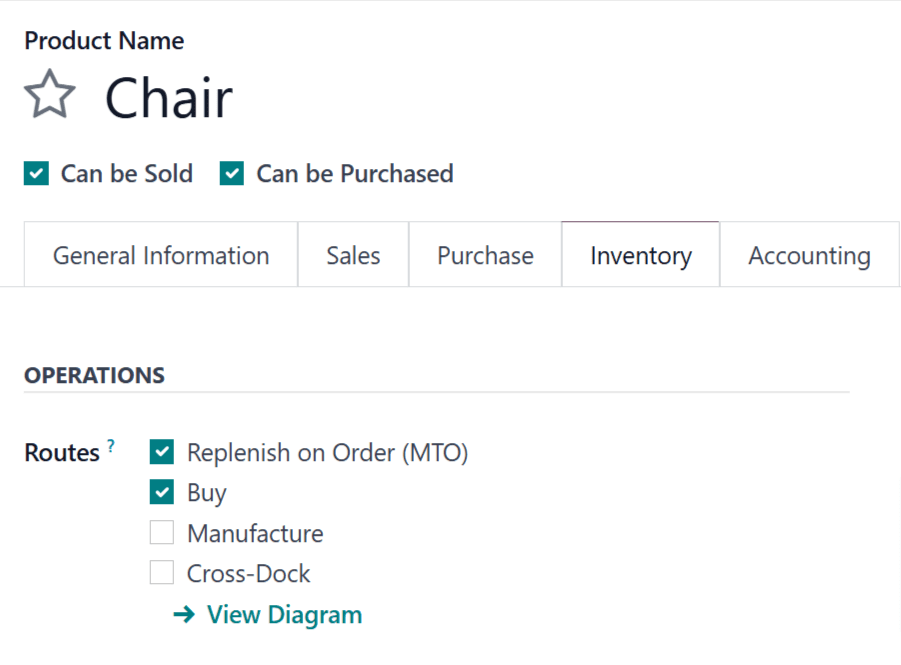 Product Name
Chair
Can be Sold Can be Purchased
General Information Sales Purchase Inventory Accounting
OPERATIONS
Routes ? Replenish on Order (MTO)
Buy
Manufacture
Cross-Dock
→ View Diagram